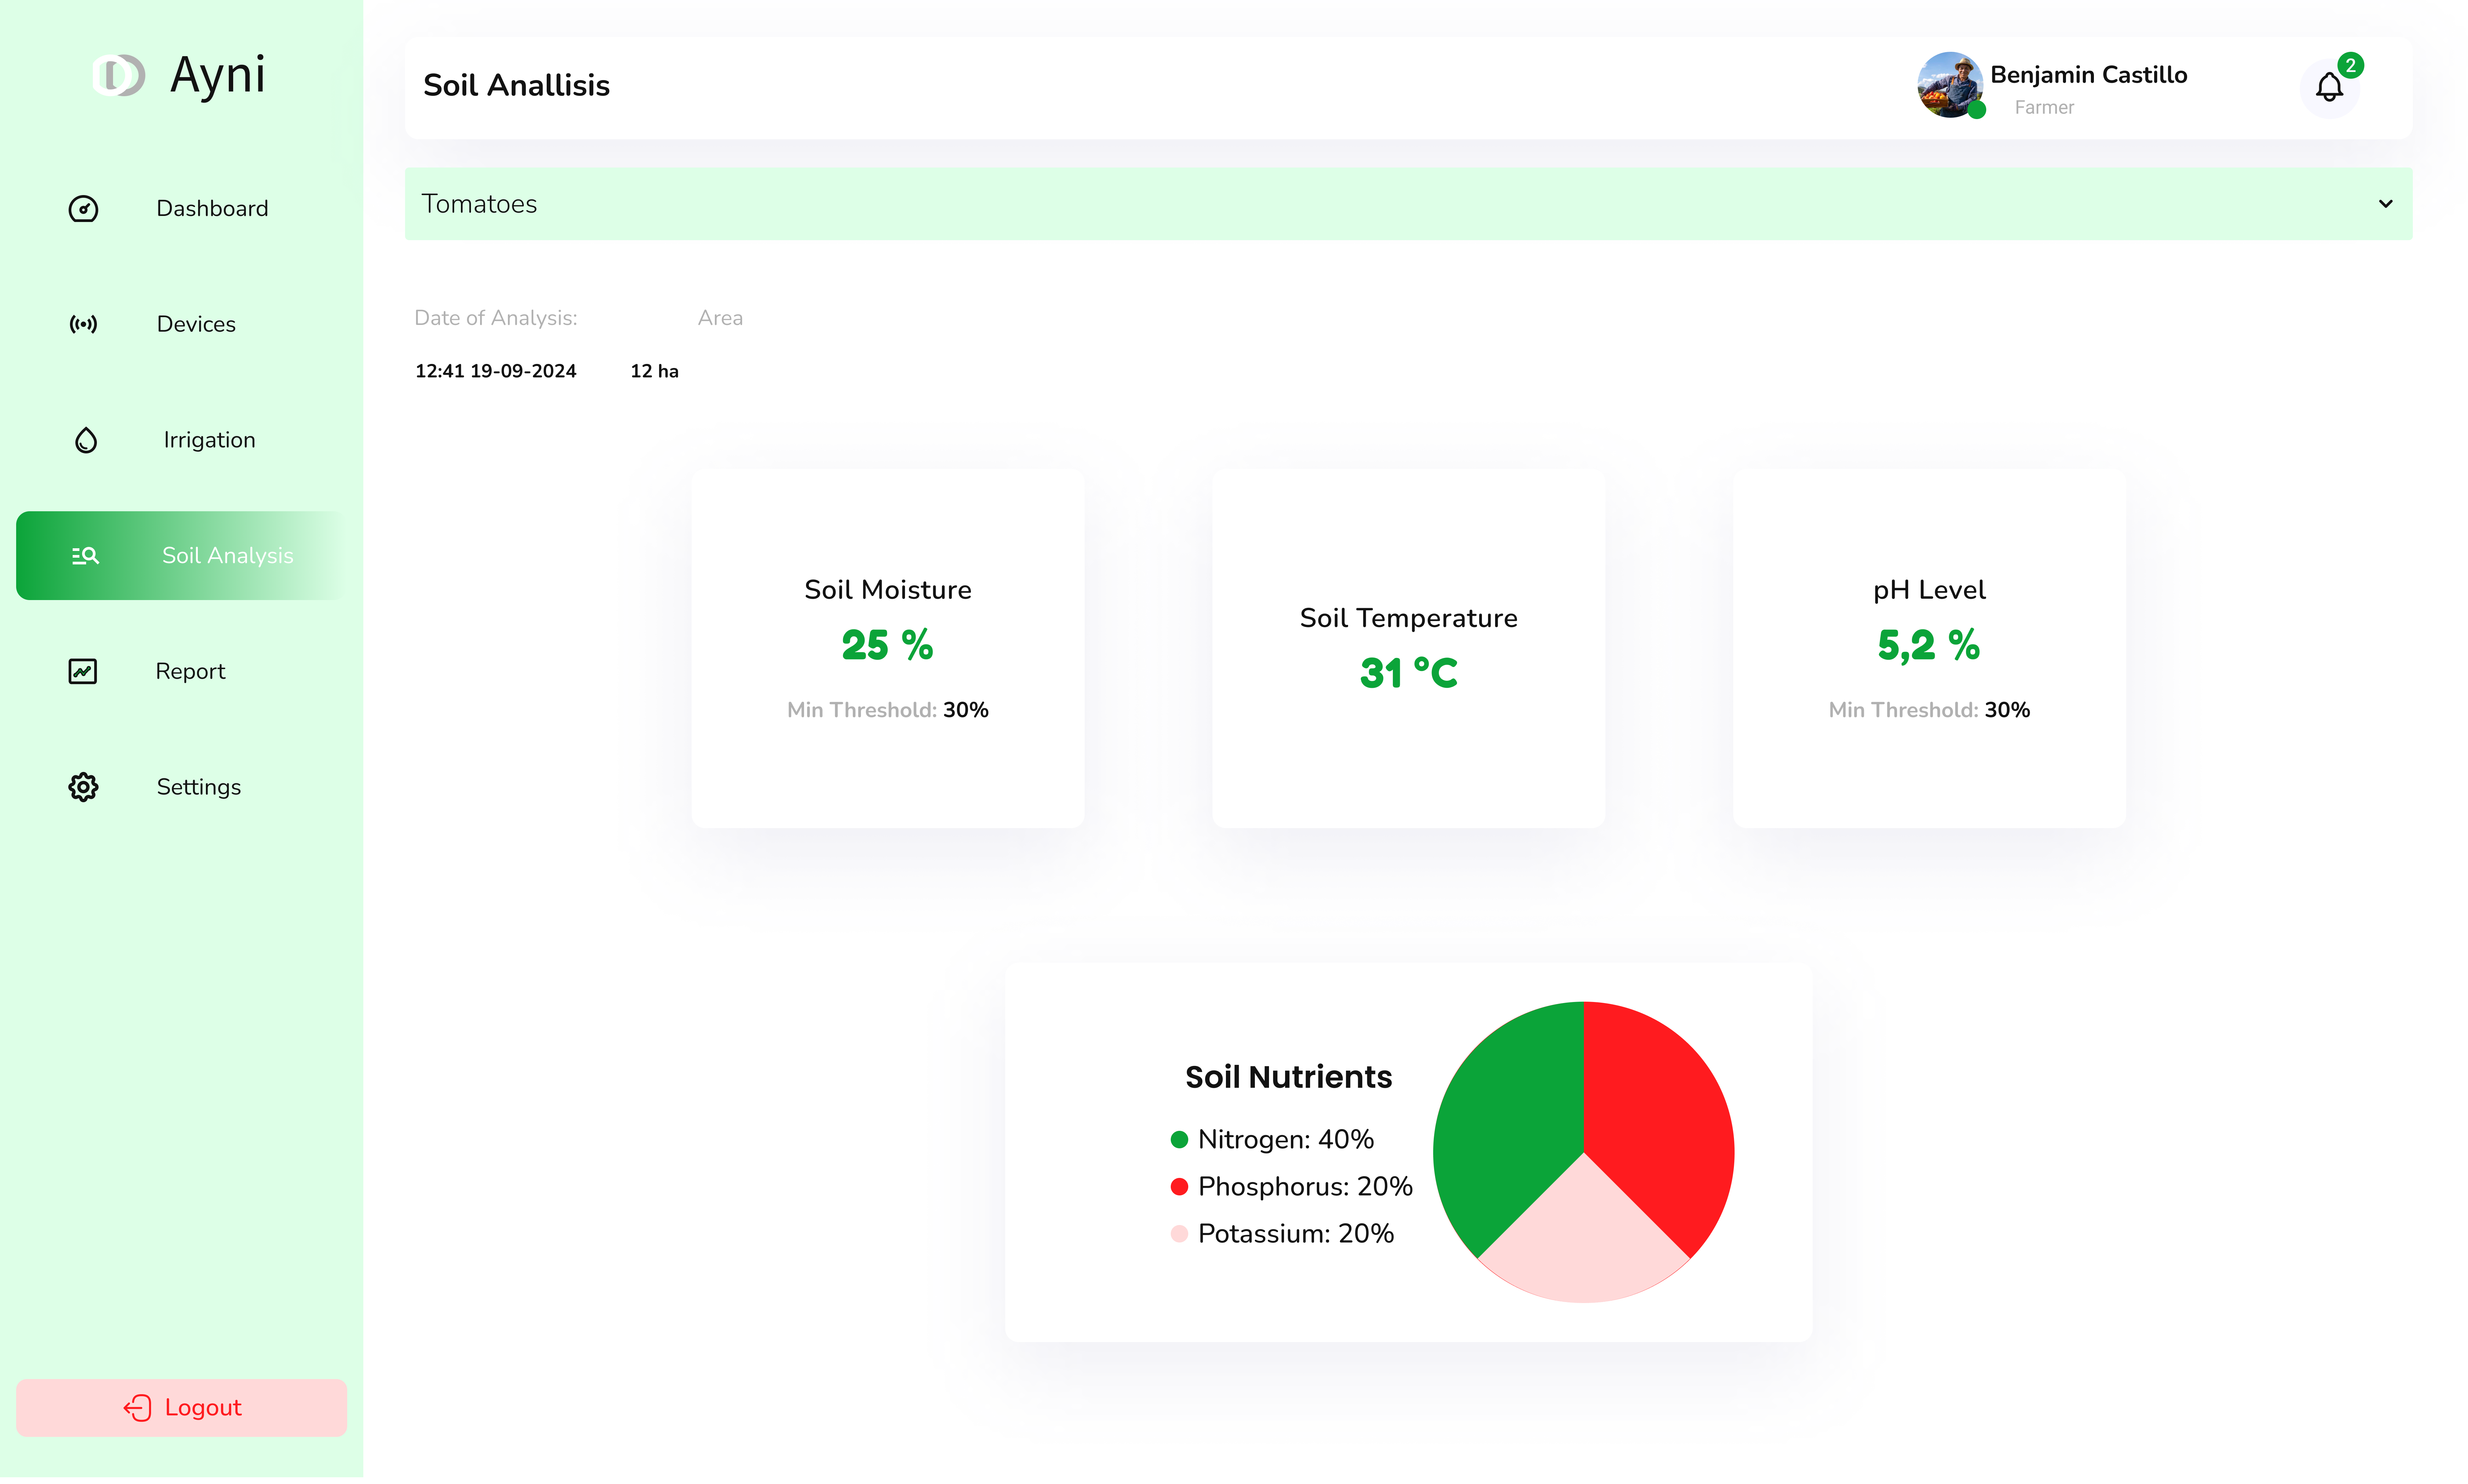 Ayni
Dashboard
Devices
Irrigation
Soil Analysis
Report
Settings
Logout
Soil Anallisis
Benjamin Castillo
Farmer
2
Tomatoes
Date of Analysis: Area
12:41 19-09-2024 12 ha
Soil Moisture
25 %
Min Threshold: 30%
Soil Temperature
31 °C
pH Level
5,2 %
Min Threshold: 30%
Soil Nutrients
Nitrogen: 40%
Phosphorus: 20%
Potassium: 20%